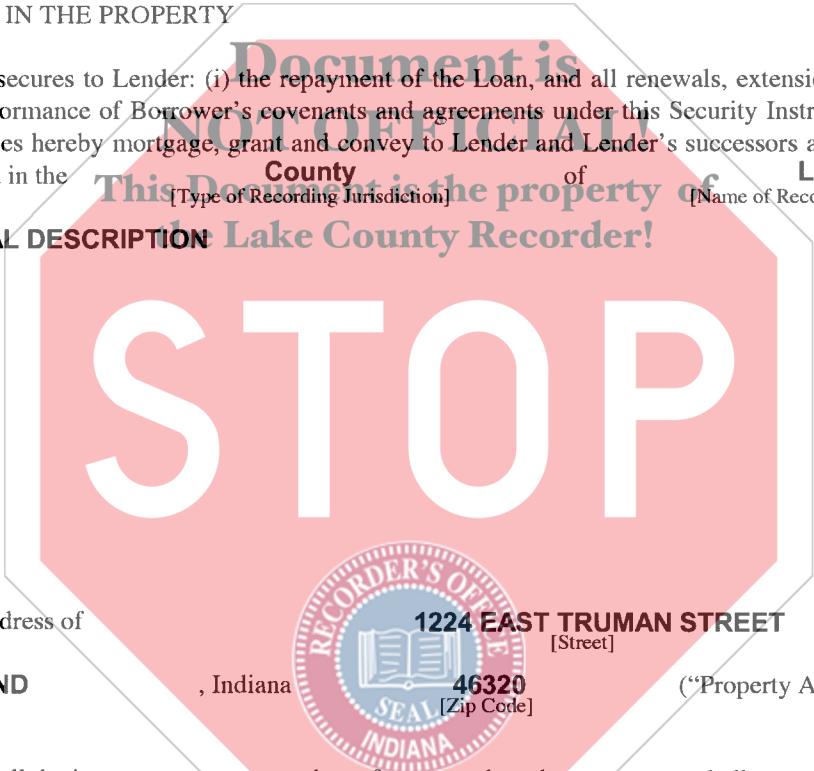 IN THE PROPERTY
Document is
secures to Lender: (i) the repayment of the Loan, and all renewals, extensi
ormance of Borrower's covenants and agreements under this Security Instr
NOT OFFICIAL!
es hereby mortgage, grant and convey to Lender and Lender's successors a
in the County of L
This Document is the property of
[Type of Recording Jurisdiction] [Name of Reco
the Lake County Recorder!
AL DESCRIPTION
STOP
RECORDER'S OFFICE
SEAL
INDIANA
dress of 1224 EAST TRUMAN STREET
[Street]
ND , Indiana 46320 ("Property A
[Zip Code]